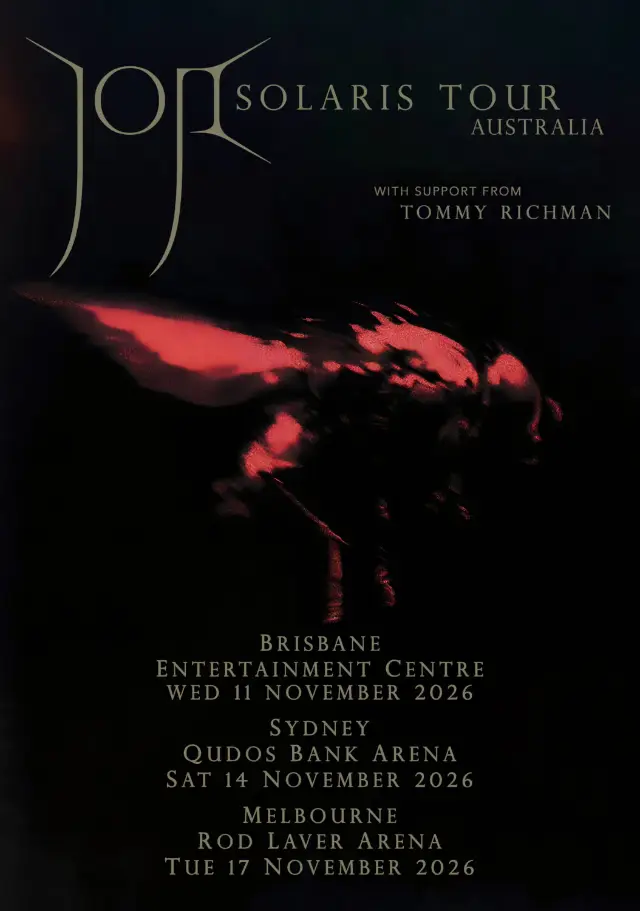 joji
SOLARIS TOUR
AUSTRALIA
WITH SUPPORT FROM
TOMMY RICHMAN
BRISBANE
ENTERTAINMENT CENTRE
WED 11 NOVEMBER 2026
SYDNEY
QUDOS BANK ARENA
SAT 14 NOVEMBER 2026
MELBOURNE
ROD LAVER ARENA
TUE 17 NOVEMBER 2026